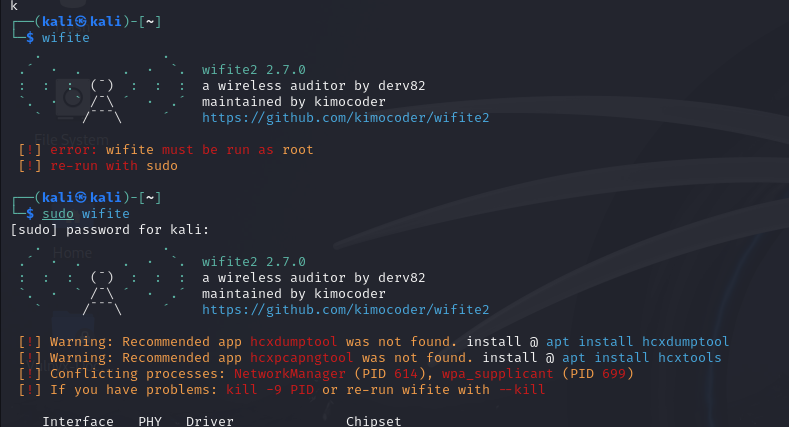 k
┌──(kali㉿kali)-[~]
└─$ wifite
   .               .
 .´  ·  .     .  ·  `.  wifite2 2.7.0
 :  :  :  (¯)  :  :  :  a wireless auditor by derv82
 `.  ·  ` /¯\ ´  ·  .´  maintained by kimocoder
   `     /¯¯¯\     ´    https://github.com/kimocoder/wifite2
File System
 [!] error: wifite must be run as root
 [!] re-run with sudo
┌──(kali㉿kali)-[~]
└─$ sudo wifite
[sudo] password for kali:
   .               .
Home
 .´  ·  .     .  ·  `.  wifite2 2.7.0
 :  :  :  (¯)  :  :  :  a wireless auditor by derv82
 `.  ·  ` /¯\ ´  ·  .´  maintained by kimocoder
   `     /¯¯¯\     ´    https://github.com/kimocoder/wifite2
 [!] Warning: Recommended app hcxdumptool was not found. install @ apt install hcxdumptool
 [!] Warning: Recommended app hcxpcapngtool was not found. install @ apt install hcxtools
 [!] Conflicting processes: NetworkManager (PID 614), wpa_supplicant (PID 699)
 [!] If you have problems: kill -9 PID or re-run wifite with --kill
   Interface   PHY   Driver              Chipset